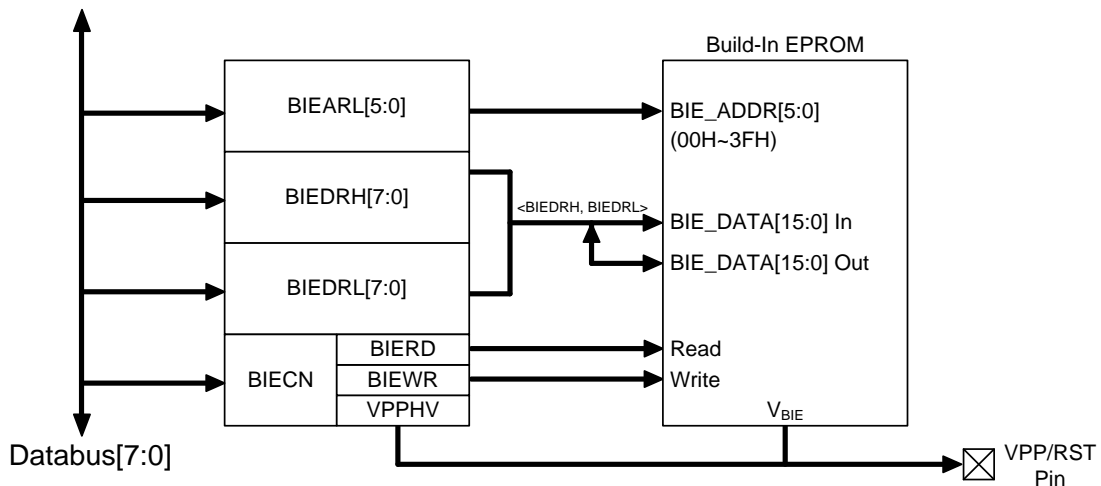 Build-In EPROM
BIEARL[5:0]
BIE_ADDR[5:0]
(00H~3FH)
BIEDRH[7:0]
<BIEDRH, BIEDRL>
BIE_DATA[15:0] In
BIE_DATA[15:0] Out
BIEDRL[7:0]
BIECN
BIERD
Read
BIEWR
Write
VPPHV
VBIE
Databus[7:0]
VPP/RST
Pin